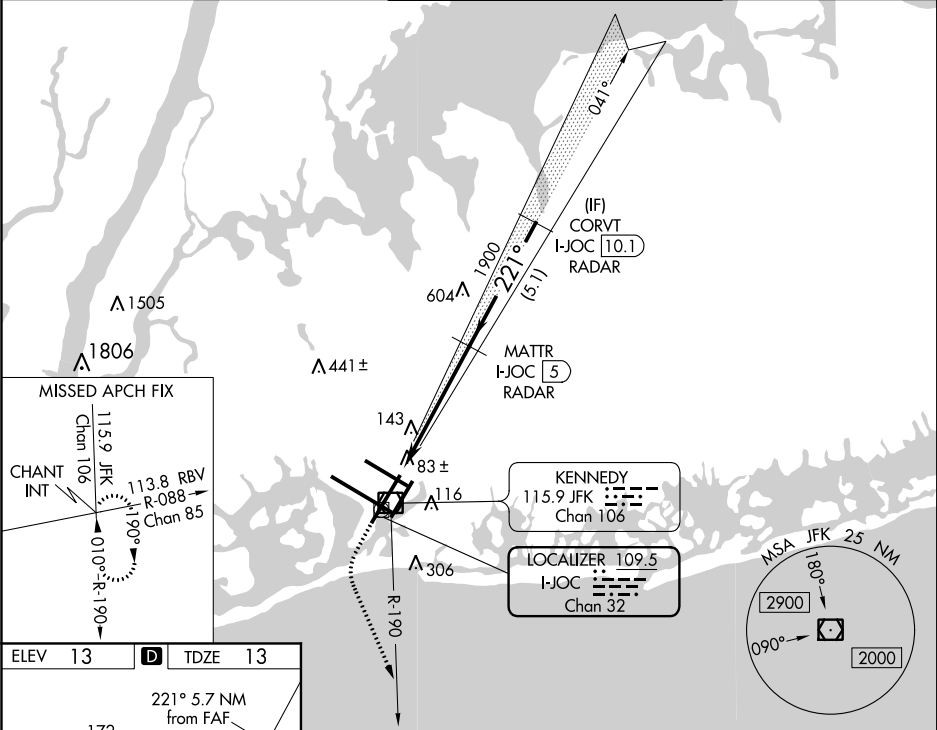 041°
(IF)
CORVT
I-JOC 10.1
RADAR
1900
221°
(5.1)
604
1505
1806
441±
MATTR
I-JOC 5
RADAR
MISSED APCH FIX
115.9 JFK
Chan 106
CHANT
INT
113.8 RBV
R-088
Chan 85
190°
010°-R-190
143
83±
116
KENNEDY
115.9 JFK
Chan 106
LOCALIZER 109.5
I-JOC
Chan 32
306
R-190
MSA JFK 25 NM
180°
2900
090°
2000
ELEV 13 D TDZE 13
221° 5.7 NM
from FAF